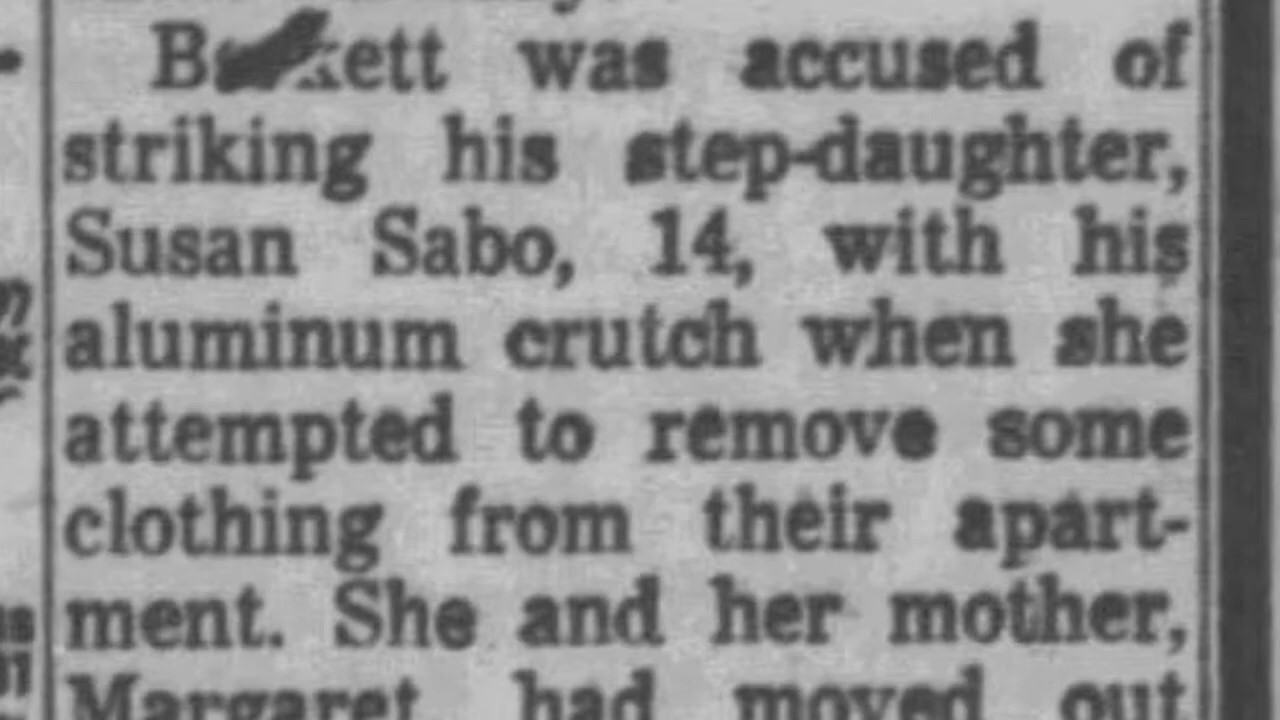 was accused of
striking his step-daughter,
Susan Sabo, 14, with his
aluminum crutch when she
attempted to remove some
clothing from their apart-
ment. She and her mother,
Margaret, had moved out